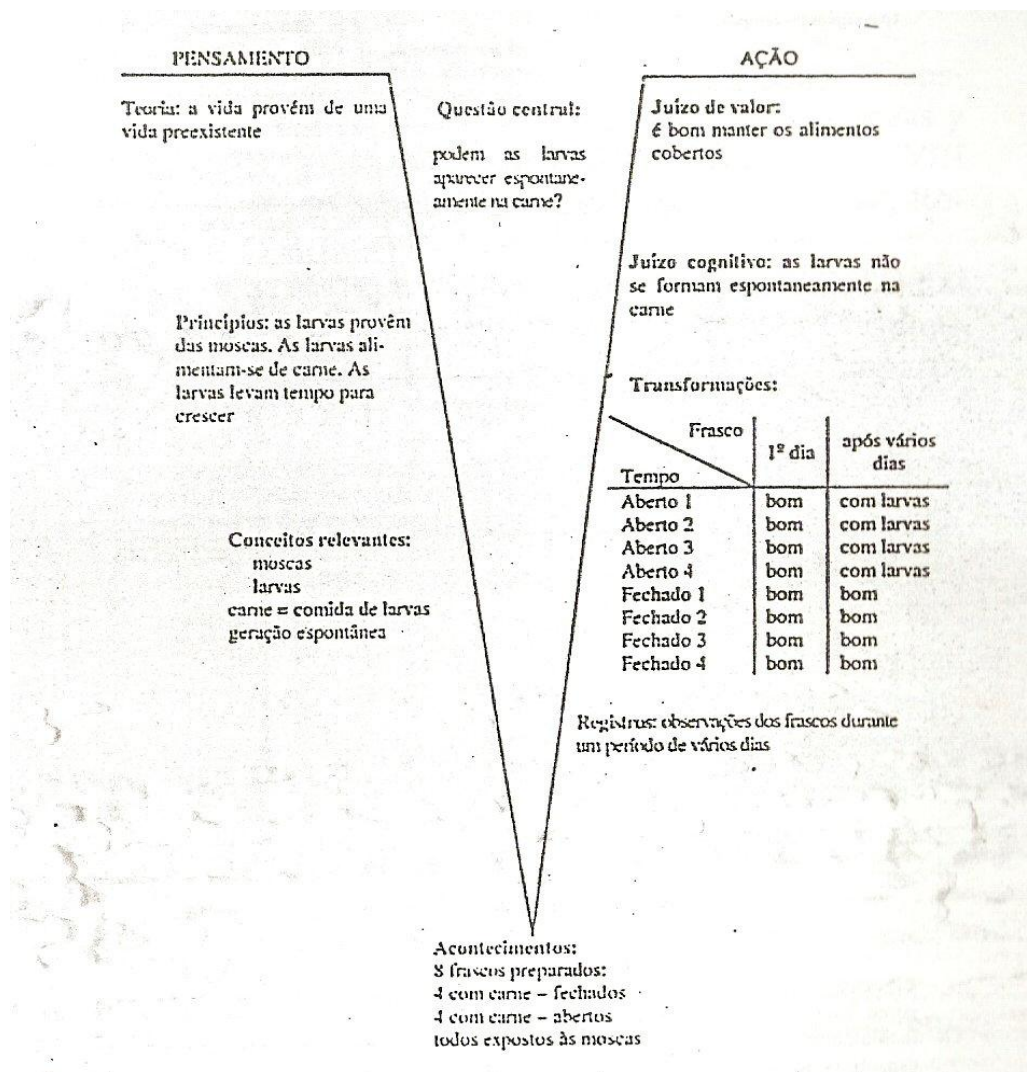 PENSAMENTO
Teoria: a vida provém de uma
vida preexistente
Princípios: as larvas provêm
das moscas. As larvas ali-
mentam-se de carne. As
larvas levam tempo para
crescer
Conceitos relevantes:
moscas
larvas
carne = comida de larvas
geração espontânea
Questão central:
podem as larvas
aparecer espontane-
amente na carne?
AÇÃO
Juízo de valor:
é bom manter os alimentos
cobertos
Juízo cognitivo: as larvas não
se formam espontaneamente na
carne
Transformações:
Frasco 1º dia após vários
Tempo dias
Aberto 1 bom com larvas
Aberto 2 bom com larvas
Aberto 3 bom com larvas
Aberto 4 bom com larvas
Fechado 1 bom bom
Fechado 2 bom bom
Fechado 3 bom bom
Fechado 4 bom bom
Registros: observações dos frascos durante
um período de vários dias
Acontecimentos:
8 frascos preparados:
4 com carne – fechados
4 com carne – abertos
todos expostos às moscas